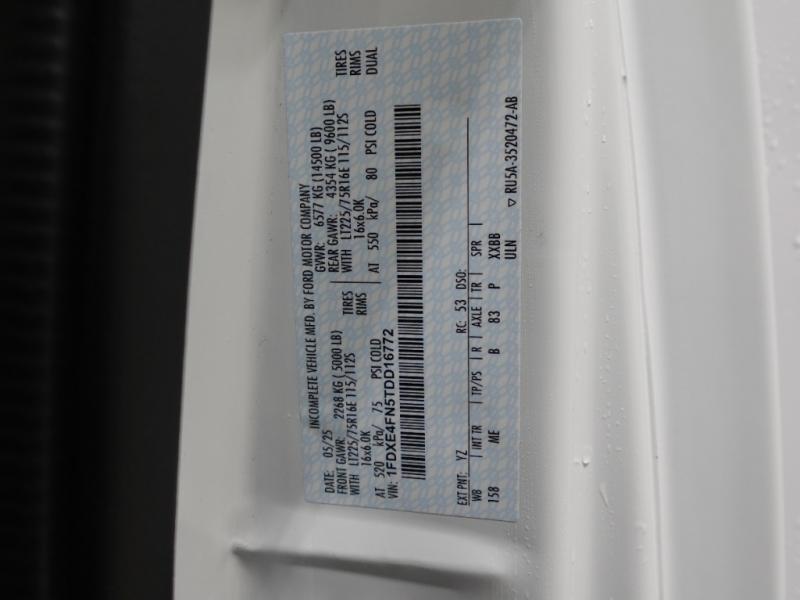 INCOMPLETE VEHICLE MFD. BY FORD MOTOR COMPANY
DATE: 05/25 GVWR: 6577 KG (14500 LB)
FRONT GAWR: 2268 KG ( 5000 LB) REAR GAWR: 4354 KG ( 9600 LB)
WITH LT225/75R16E 115/112S TIRES WITH LT225/75R16E 115/112S TIRES
16x6.0K RIMS 16x6.0K RIMS
AT 520 kPa/ 75 PSI COLD AT 550 kPa/ 80 PSI COLD DUAL
VIN: 1FDXE4FN5TDD16772
EXT PNT: YZ RC: 53 DSO:
WB INT TR TP/PS R AXLE TR SPR
158 ME B 83 P XXBB
ULN
▽ RU5A-3520472-AB